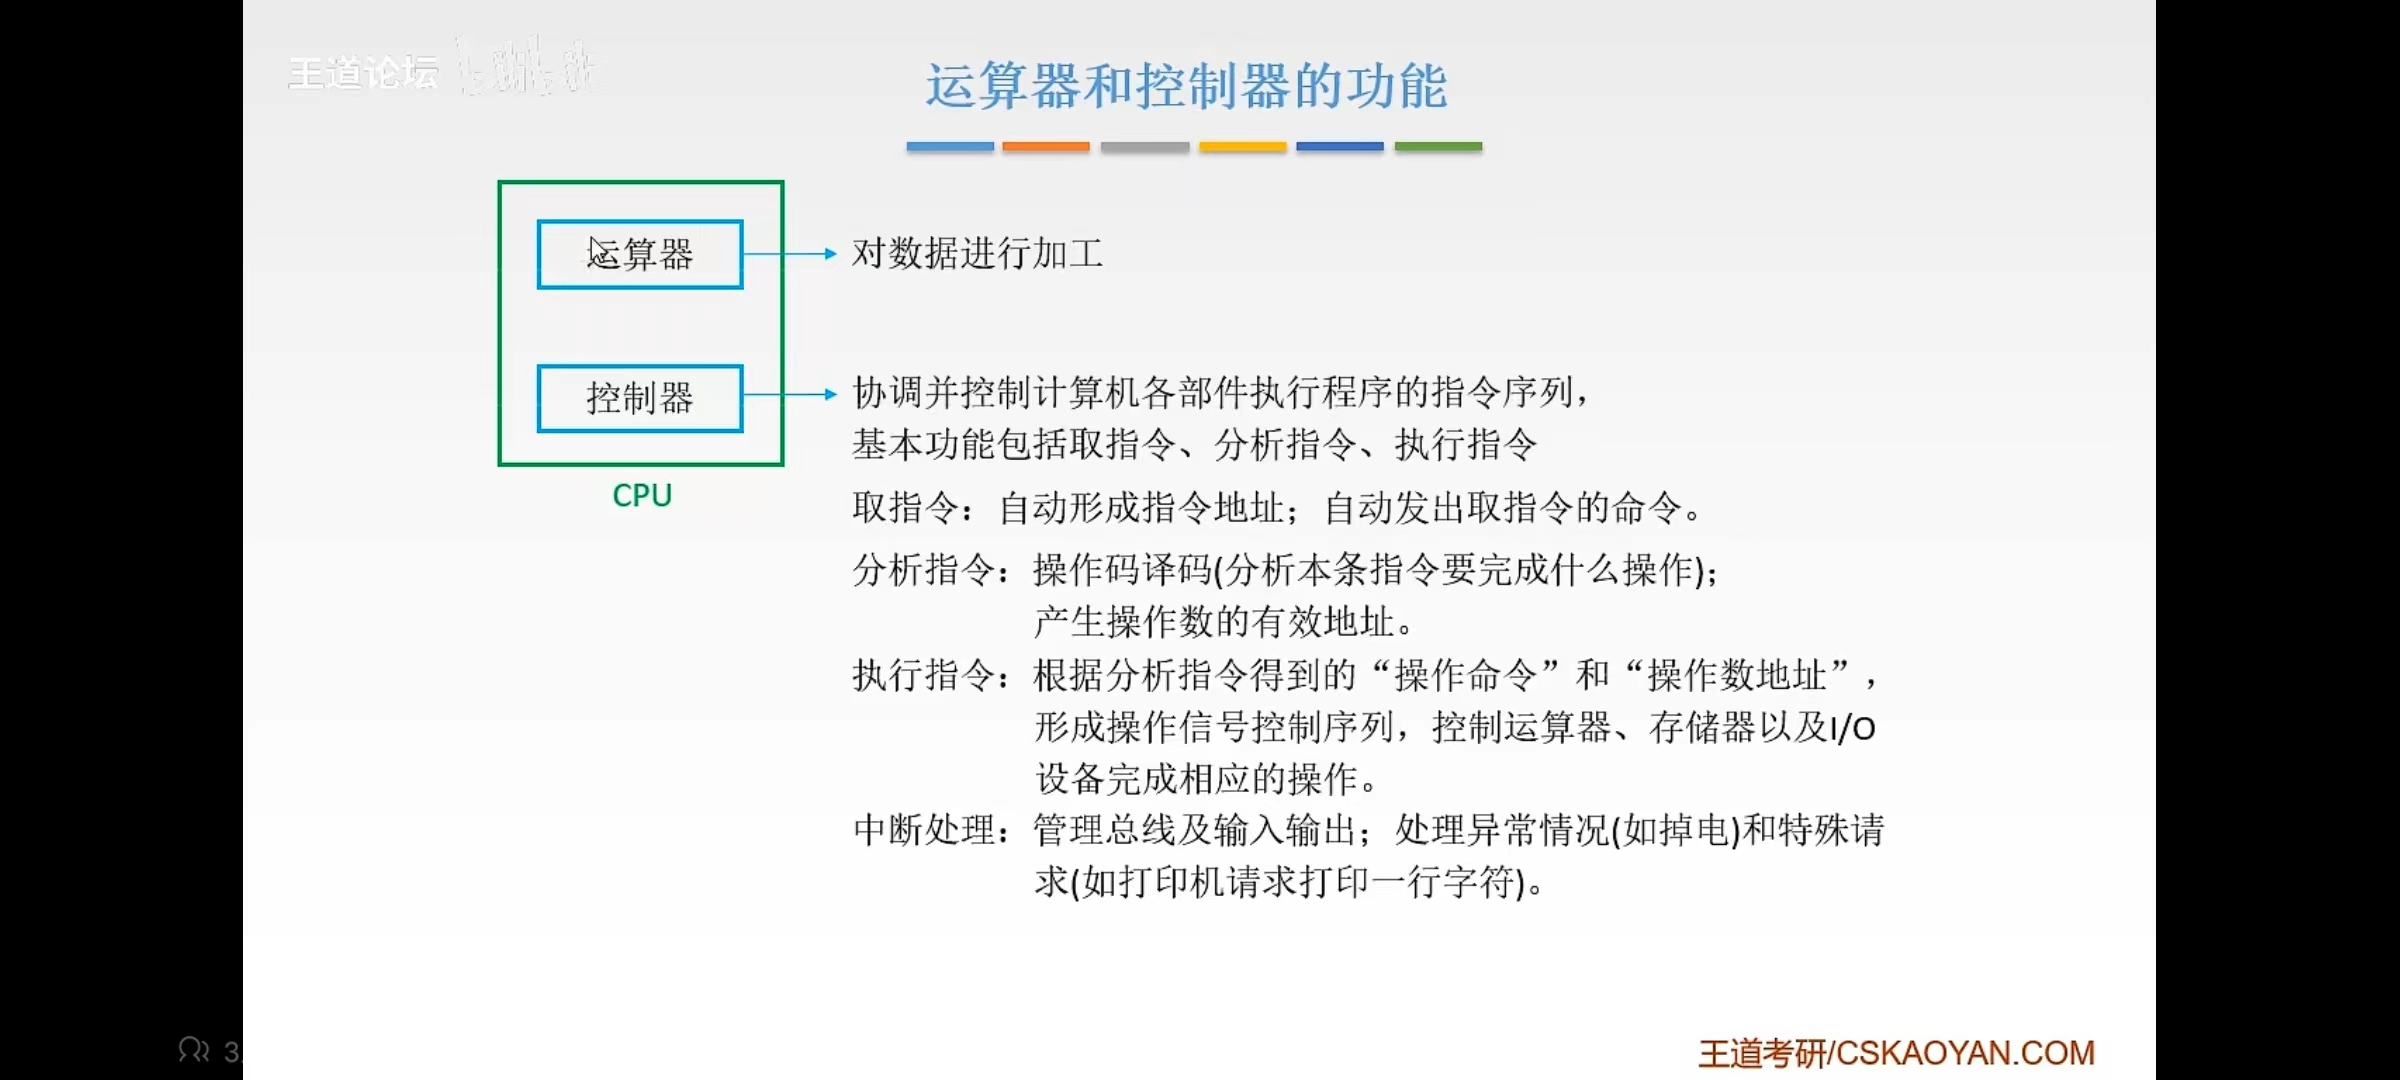 王道论坛
运算器和控制器的功能
运算器
对数据进行加工
控制器
协调并控制计算机各部件执行程序的指令序列，
基本功能包括取指令、分析指令、执行指令
CPU
取指令：自动形成指令地址；自动发出取指令的命令。
分析指令：操作码译码(分析本条指令要完成什么操作)；
产生操作数的有效地址。
执行指令：根据分析指令得到的“操作命令”和“操作数地址”，
形成操作信号控制序列，控制运算器、存储器以及I/O
设备完成相应的操作。
中断处理：管理总线及输入输出；处理异常情况(如掉电)和特殊请
求(如打印机请求打印一行字符)。
3
王道考研/CSKAOYAN.COM